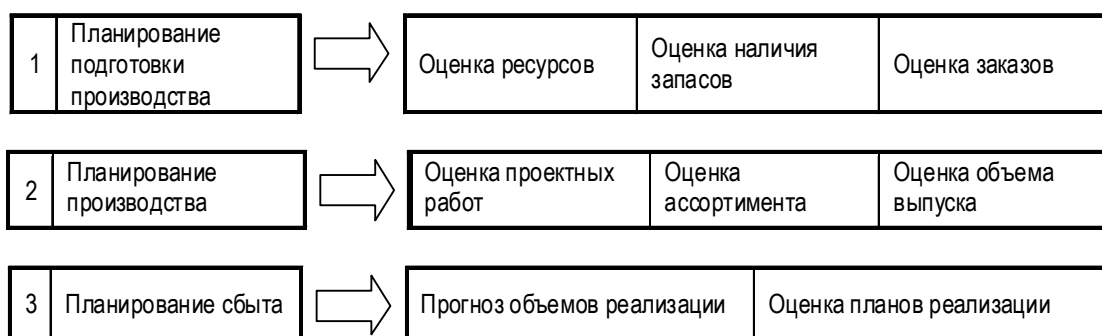 1
Планирование
подготовки
производства
Оценка ресурсов
Оценка наличия
запасов
Оценка заказов
2
Планирование
производства
Оценка проектных
работ
Оценка
ассортимента
Оценка объема
выпуска
3
Планирование сбыта
Прогноз объемов реализации
Оценка планов реализации